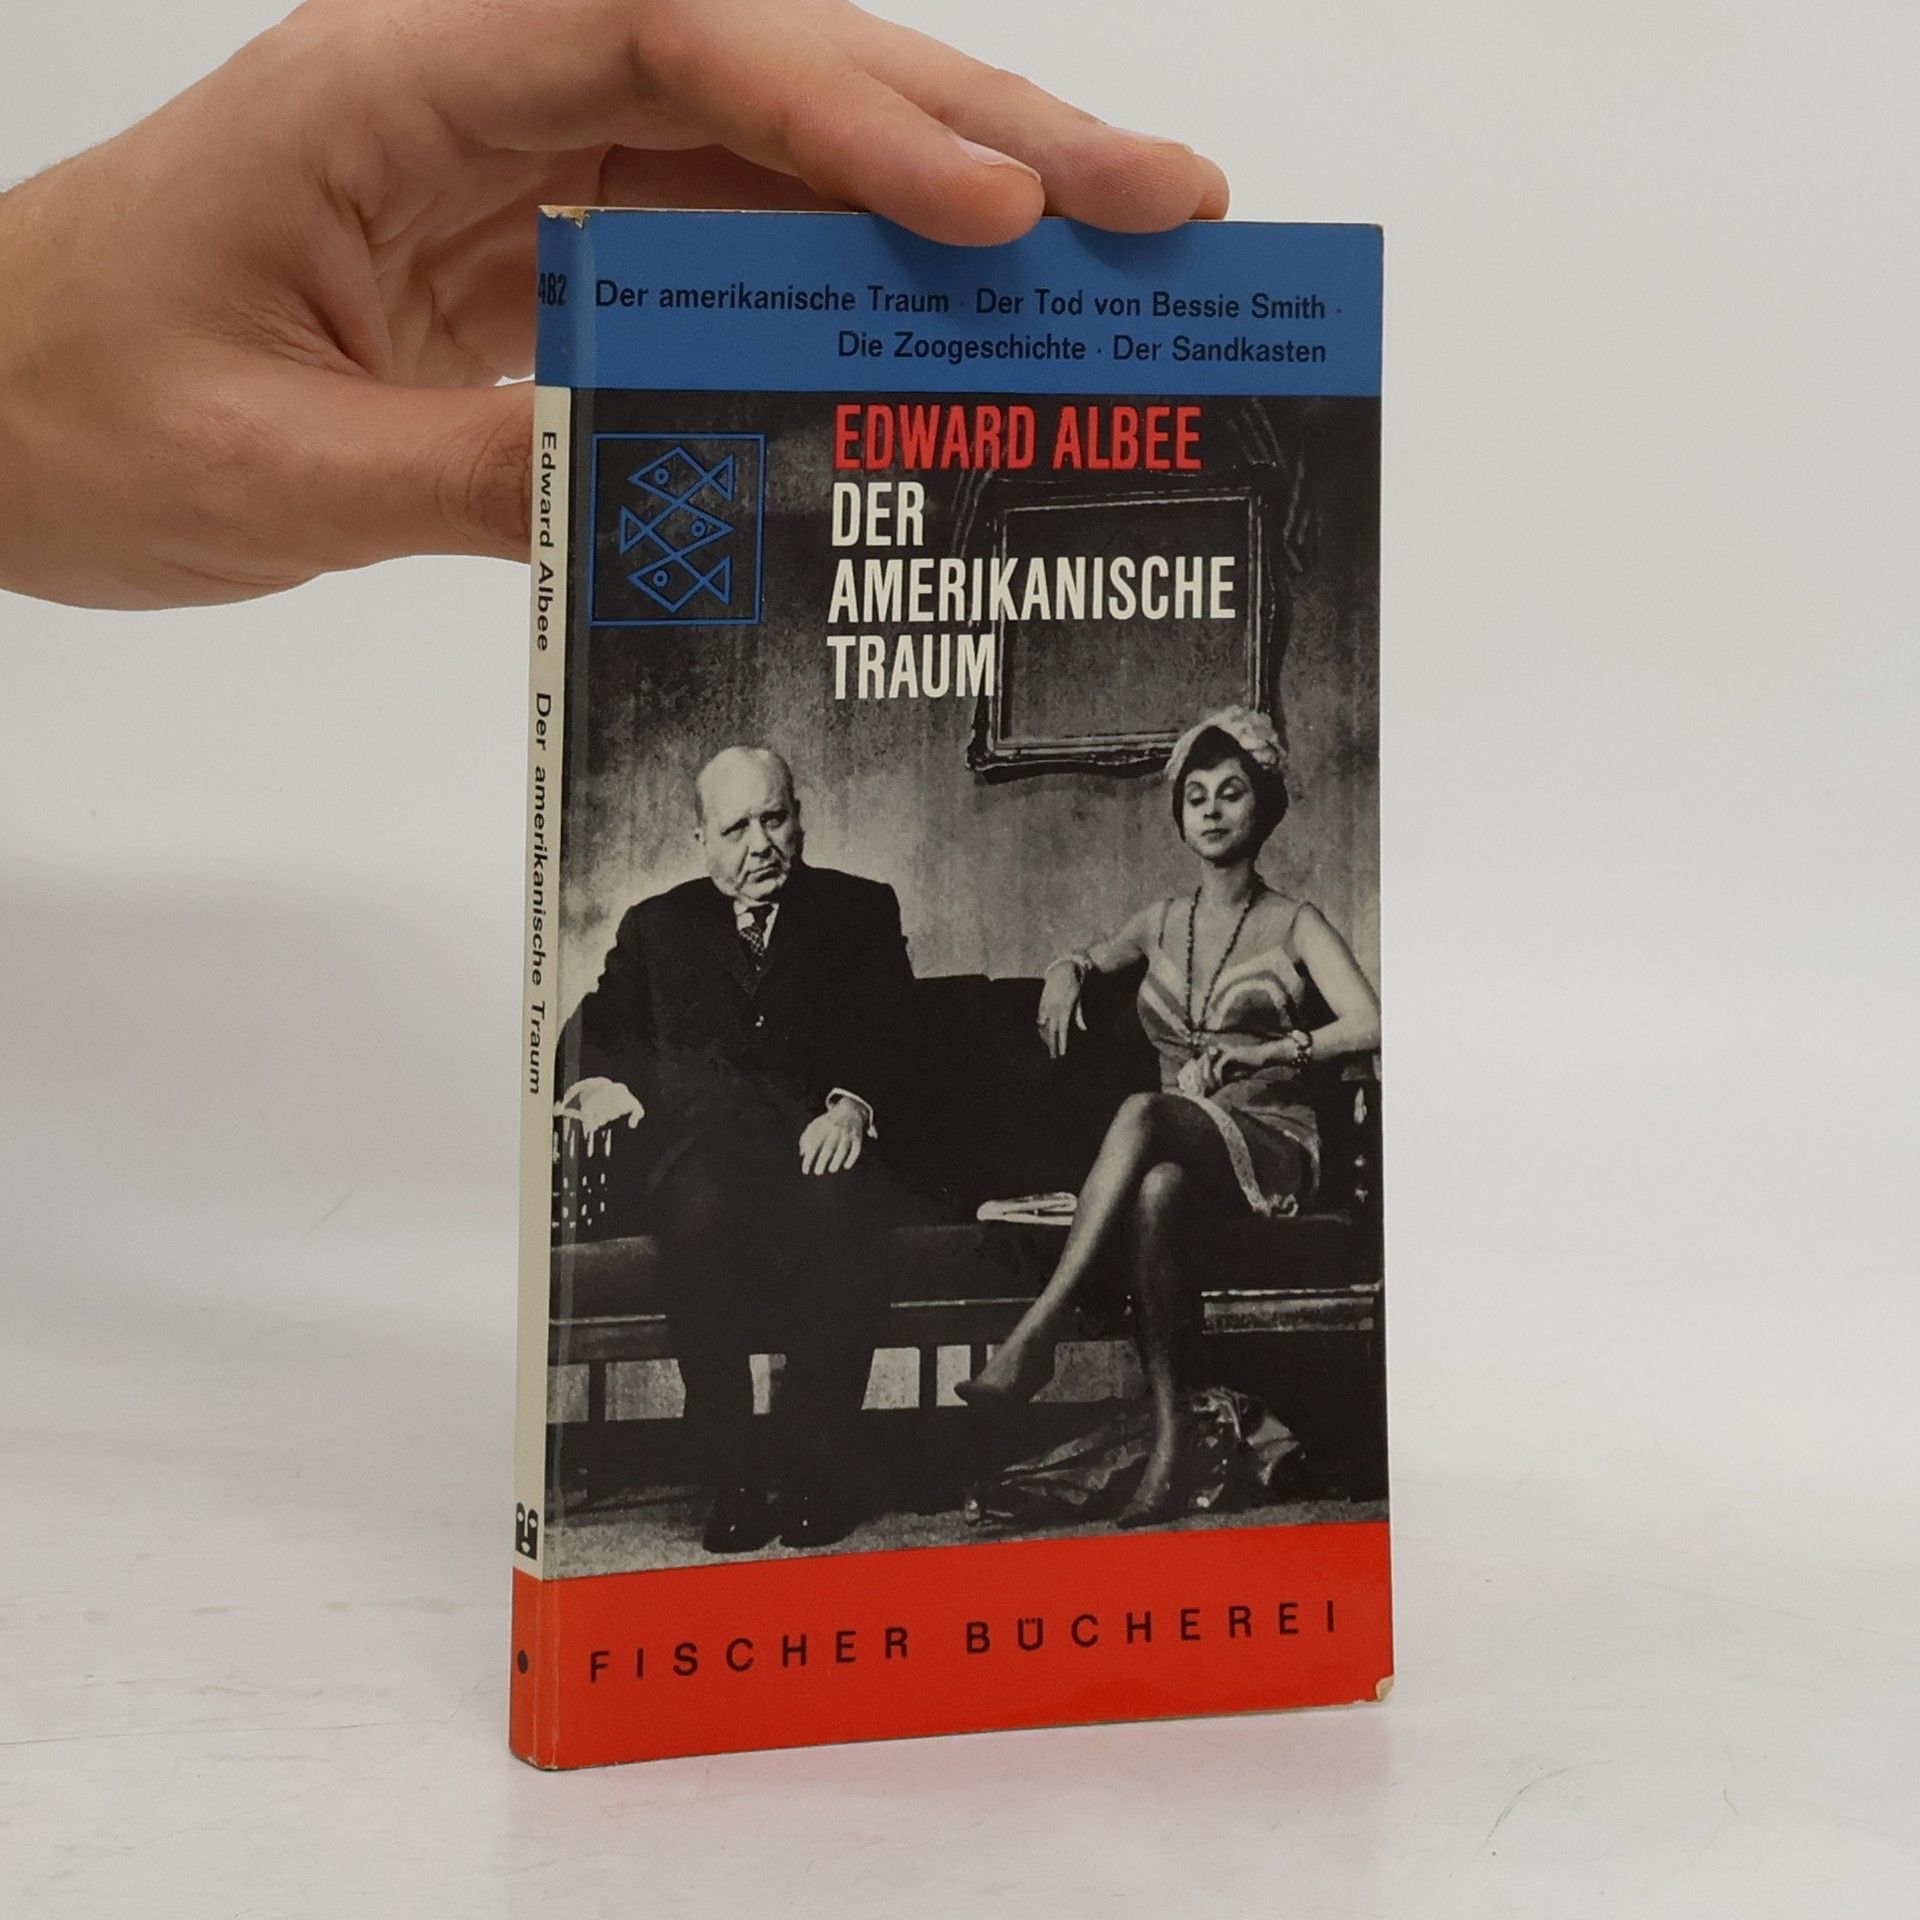 482
Der amerikanische Traum · Der Tod von Bessie Smith ·
Die Zoogeschichte · Der Sandkasten
EDWARD ALBEE
DER
AMERIKANISCHE
TRAUM
Edward Albee Der amerikanische Traum
FISCHER BÜCHEREI